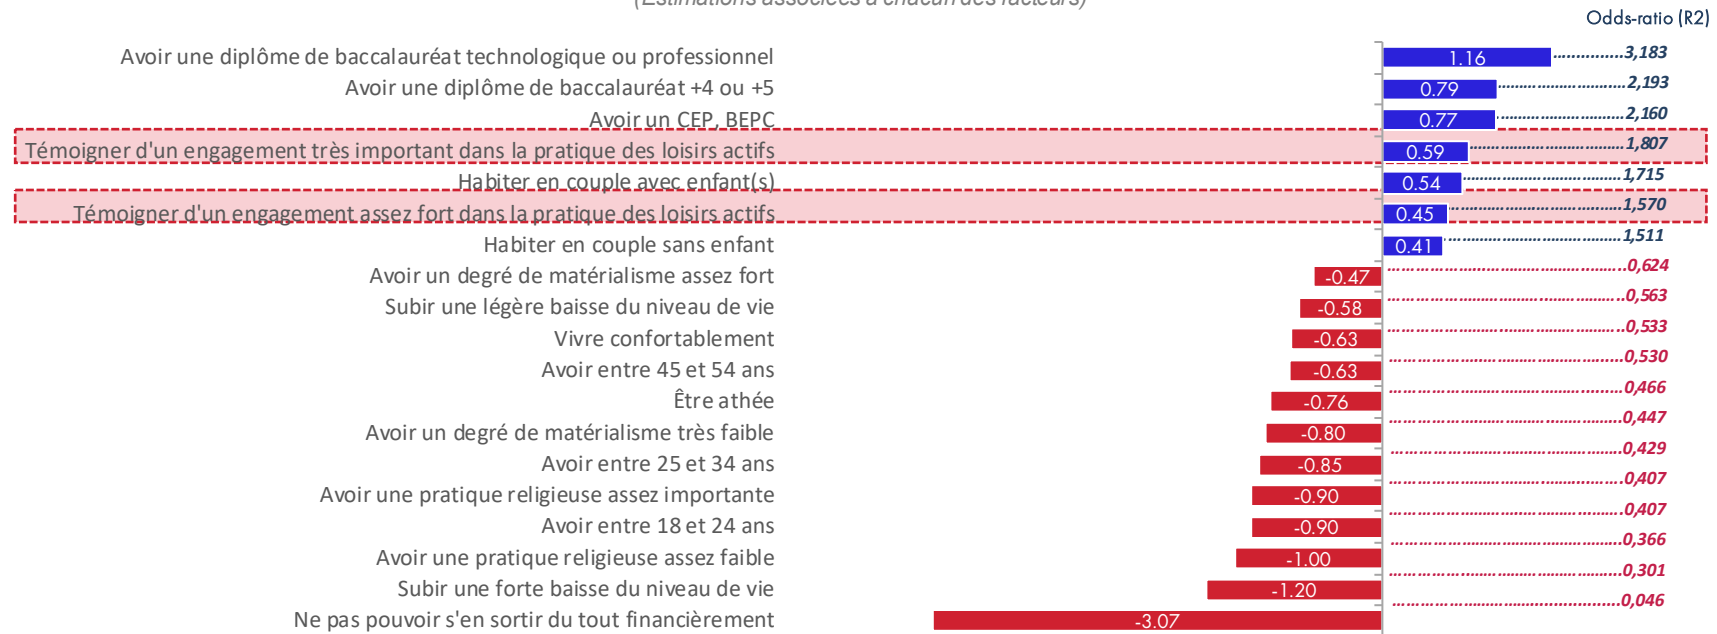 (Estimations associées à chacun des facteurs)
Odds-ratio (R2)
Avoir une diplôme de baccalauréat technologique ou professionnel 1.16 3,183
Avoir une diplôme de baccalauréat +4 ou +5 0.79 2,193
Avoir un CEP, BEPC 0.77 2,160
Témoigner d'un engagement très important dans la pratique des loisirs actifs 0.59 1,807
Habiter en couple avec enfant(s) 0.54 1,715
Témoigner d'un engagement assez fort dans la pratique des loisirs actifs 0.45 1,570
Habiter en couple sans enfant 0.41 1,511
Avoir un degré de matérialisme assez fort -0.47 0,624
Subir une légère baisse du niveau de vie -0.58 0,563
Vivre confortablement -0.63 0,533
Avoir entre 45 et 54 ans -0.63 0,530
Être athée -0.76 0,466
Avoir un degré de matérialisme très faible -0.80 0,447
Avoir entre 25 et 34 ans -0.85 0,429
Avoir une pratique religieuse assez importante -0.90 0,407
Avoir entre 18 et 24 ans -0.90 0,407
Avoir une pratique religieuse assez faible -1.00 0,366
Subir une forte baisse du niveau de vie -1.20 0,301
Ne pas pouvoir s'en sortir du tout financièrement -3.07 0,046